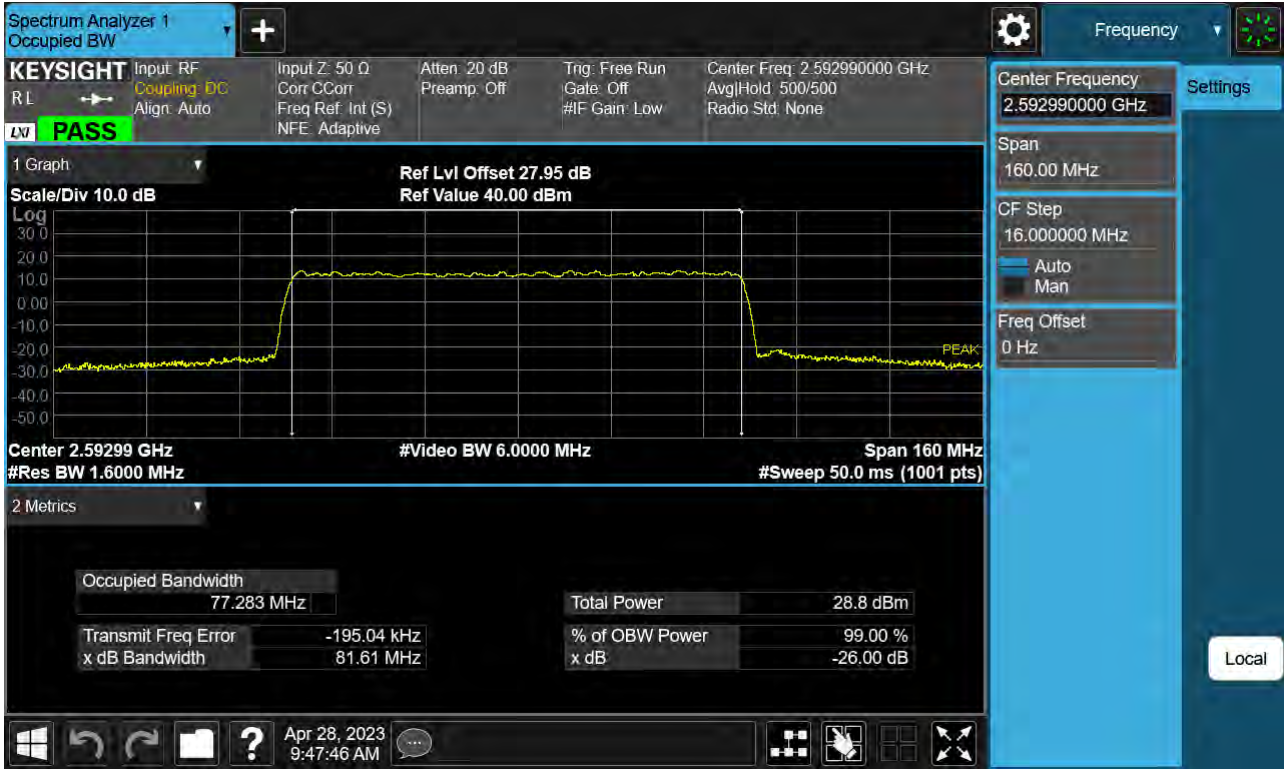 Spectrum Analyzer 1
Occupied BW
+
Frequency
KEYSIGHT
R L
LXI
PASS
Input: RF
Coupling: DC
Align: Auto
Input Z: 50 Ω
Corr CCorr
Freq Ref: Int (S)
NFE: Adaptive
Atten: 20 dB
Preamp: Off
Trig: Free Run
Gate: Off
#IF Gain: Low
Center Freq: 2.592990000 GHz
Avg|Hold: 500/500
Radio Std: None
Center Frequency
2.592990000 GHz
Settings
Span
160.00 MHz
CF Step
16.000000 MHz
Auto
Man
Freq Offset
0 Hz
Local
1 Graph
Scale/Div 10.0 dB
Ref Lvl Offset 27.95 dB
Ref Value 40.00 dBm
Log
30.0
20.0
10.0
0.00
-10.0
-20.0
-30.0
-40.0
-50.0
PEAK
Center 2.59299 GHz
#Video BW 6.0000 MHz
Span 160 MHz
#Res BW 1.6000 MHz
#Sweep 50.0 ms (1001 pts)
2 Metrics
Occupied Bandwidth
77.283 MHz
Total Power 28.8 dBm
Transmit Freq Error -195.04 kHz
% of OBW Power 99.00 %
x dB Bandwidth 81.61 MHz
x dB -26.00 dB
?
Apr 28, 2023
9:47:46 AM